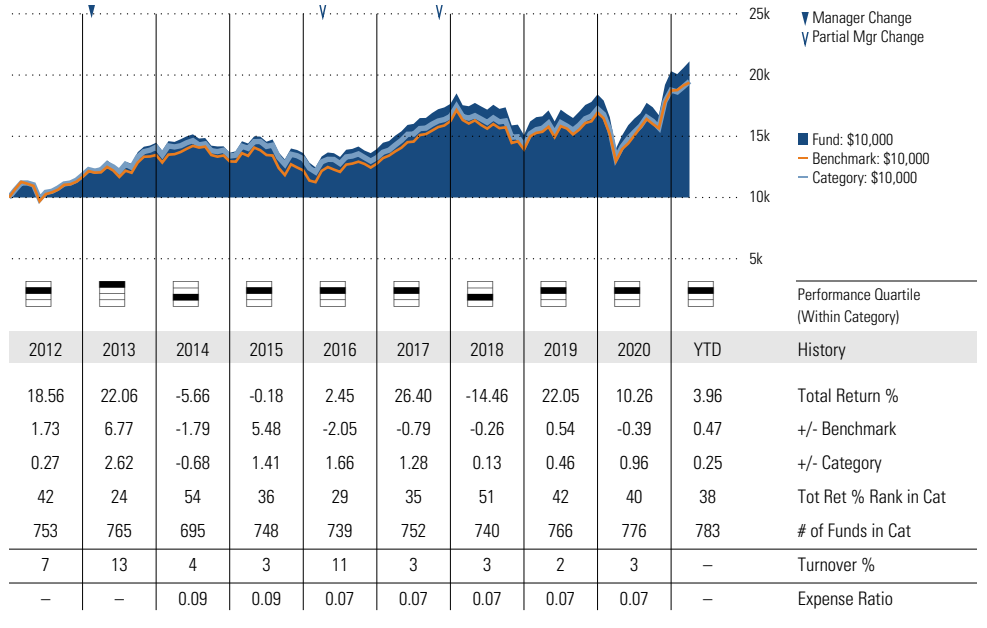 25k
Manager Change
Partial Mgr Change
20k
15k
Fund: $10,000
Benchmark: $10,000
Category: $10,000
10k
5k
Performance Quartile
(Within Category)
2012 2013 2014 2015 2016 2017 2018 2019 2020 YTD History
18.56 22.06 -5.66 -0.18 2.45 26.40 -14.46 22.05 10.26 3.96 Total Return %
1.73 6.77 -1.79 5.48 -2.05 -0.79 -0.26 0.54 -0.39 0.47 +/- Benchmark
0.27 2.62 -0.68 1.41 1.66 1.28 0.13 0.46 0.96 0.25 +/- Category
42 24 54 36 29 35 51 42 40 38 Tot Ret % Rank in Cat
753 765 695 748 739 752 740 766 776 783 # of Funds in Cat
7 13 4 3 11 3 3 2 3 – Turnover %
– – 0.09 0.09 0.07 0.07 0.07 0.07 0.07 – Expense Ratio